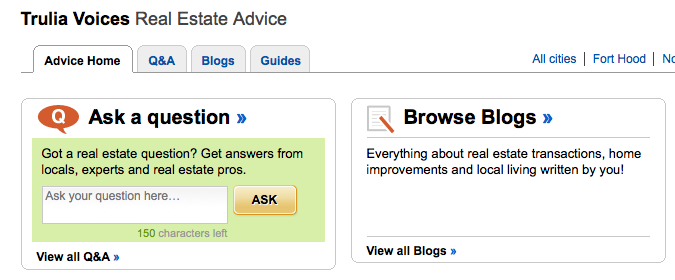 Trulia Voices Real Estate Advice
Advice Home Q&A Blogs Guides All cities | Fort Hood | No
Ask a question »
Got a real estate question? Get answers from
locals, experts and real estate pros.
Ask your question here… ASK
150 characters left
View all Q&A »
Browse Blogs »
Everything about real estate transactions, home
improvements and local living written by you!
View all Blogs »